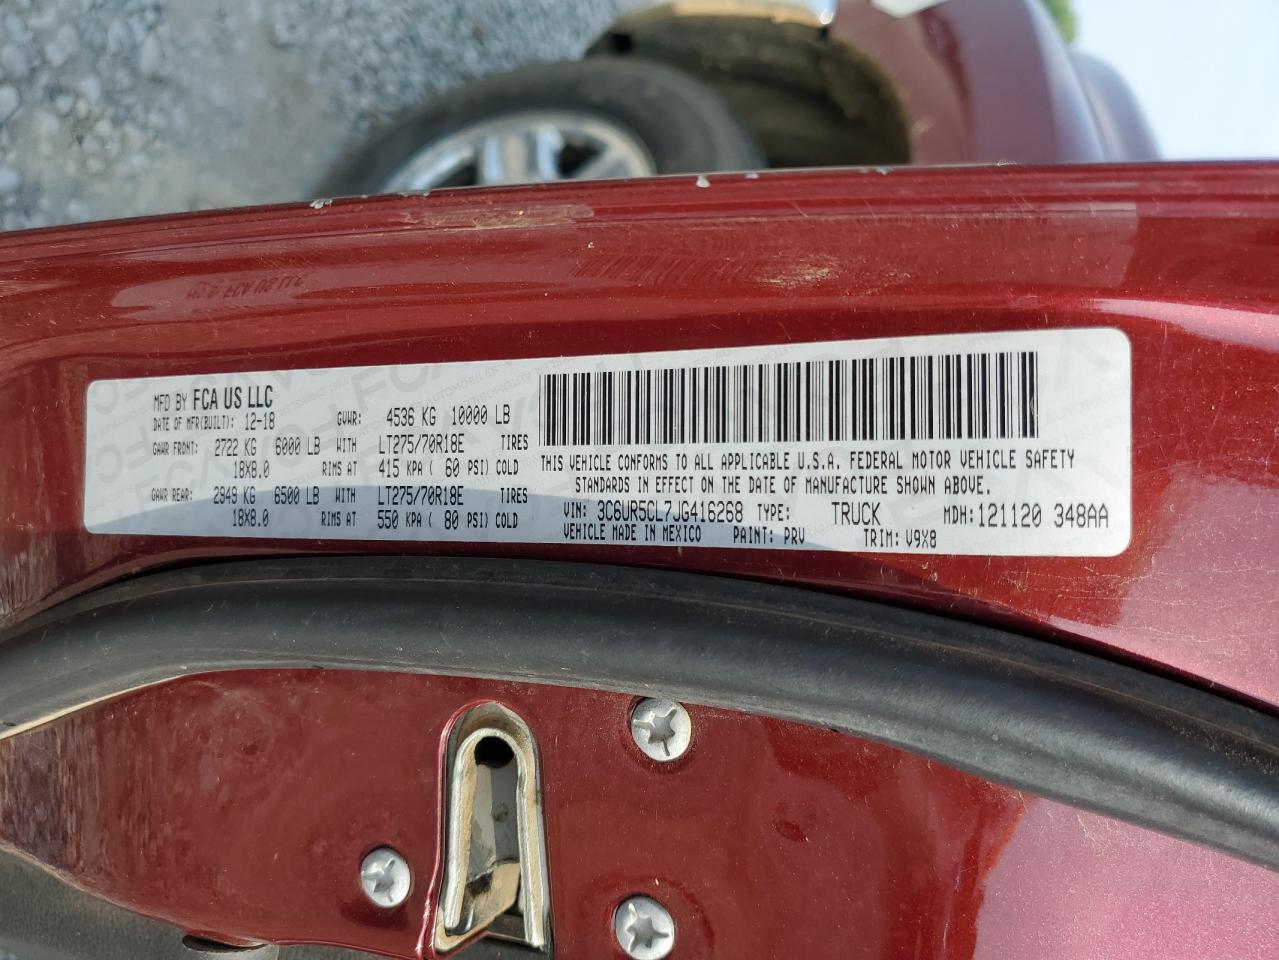 MFD BY FCA US LLC
DATE OF MFR(BUILT): 12-18 GVWR: 4536 KG 10000 LB
GAWR FRONT: 2722 KG 6000 LB WITH LT275/70R18E TIRES
18X8.0 RIMS AT 415 KPA ( 60 PSI) COLD
GAWR REAR: 2949 KG 6500 LB WITH LT275/70R18E TIRES
18X8.0 RIMS AT 550 KPA ( 80 PSI) COLD
THIS VEHICLE CONFORMS TO ALL APPLICABLE U.S.A. FEDERAL MOTOR VEHICLE SAFETY
STANDARDS IN EFFECT ON THE DATE OF MANUFACTURE SHOWN ABOVE.
VIN: 3C6UR5CL7JG416268 TYPE: TRUCK MDH:121120 348AA
VEHICLE MADE IN MEXICO PAINT: PRV TRIM: V9X8